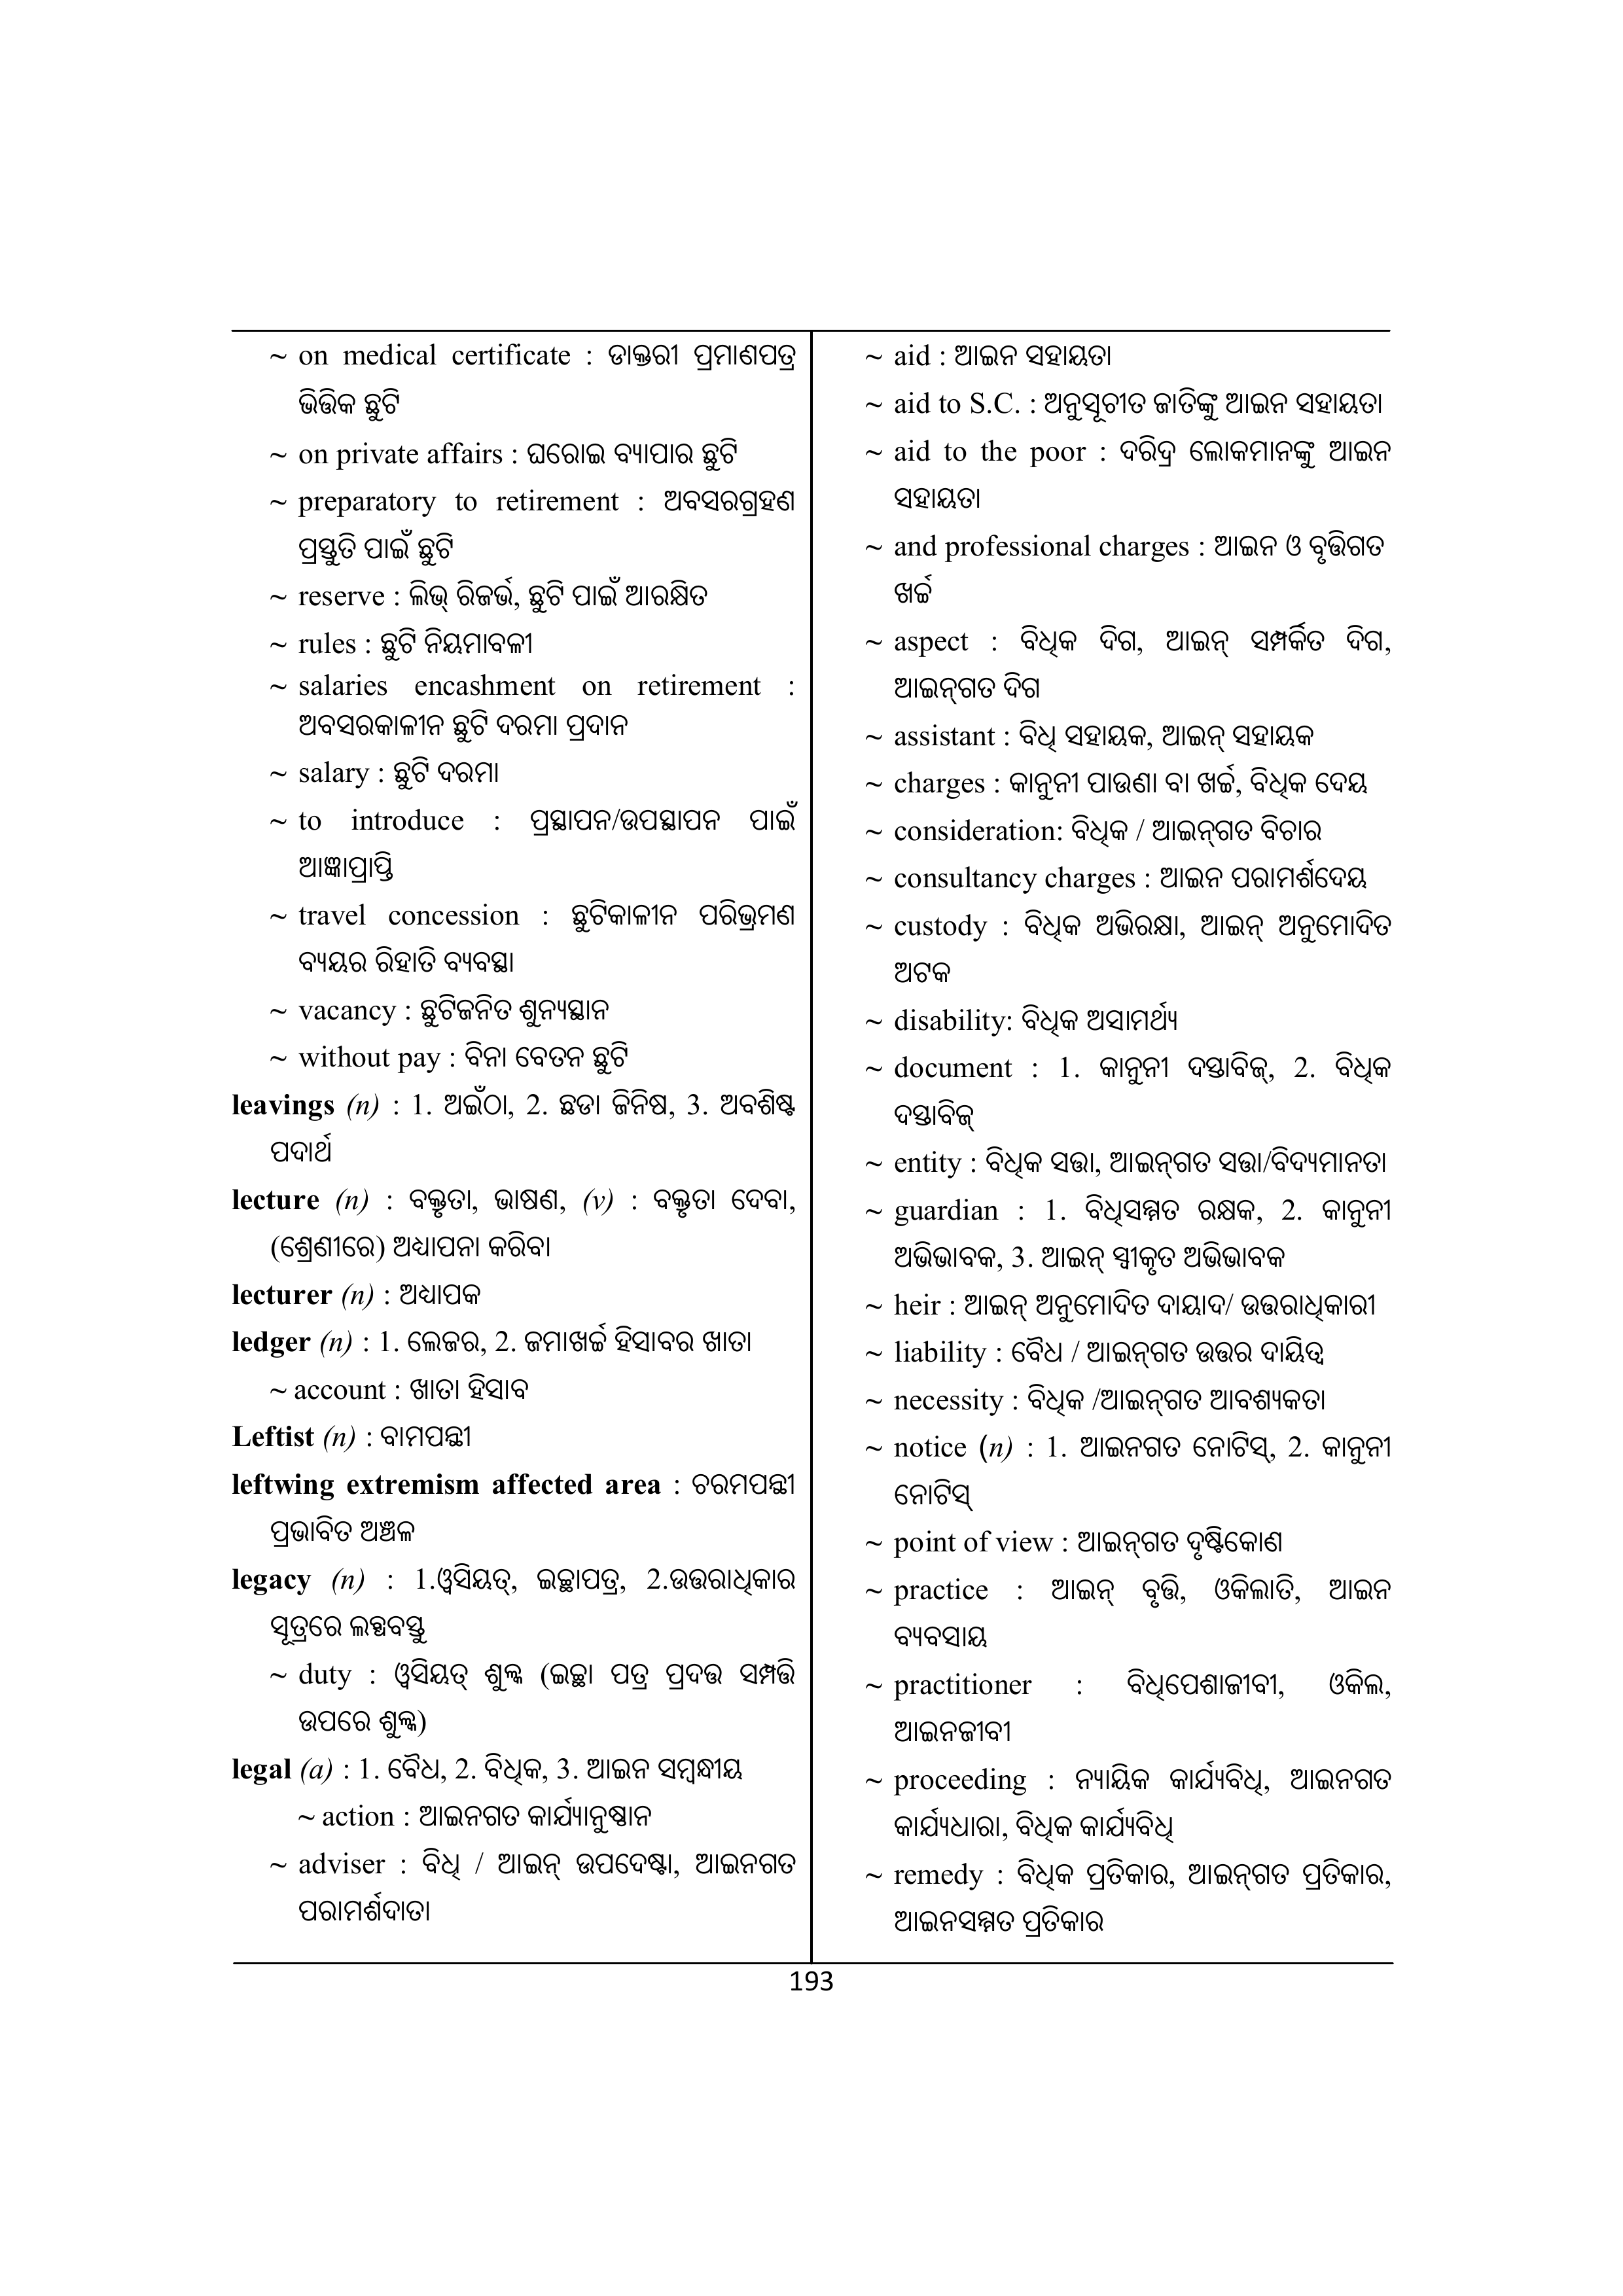 ~ on medical certificate : ଡାକ୍ତରୀ ପ୍ରମାଣପତ୍ର
ଭିତ୍ତିକ ଛୁଟି
~ on private affairs : ଘରୋଇ ବ୍ୟାପାର ଛୁଟି
~ preparatory to retirement : ଅବସରଗ୍ରହଣ
ପ୍ରସ୍ତୁତି ପାଇଁ ଛୁଟି
~ reserve : ଲିଭ୍ ରିଜର୍ଭ, ଛୁଟି ପାଇଁ ଆରକ୍ଷିତ
~ rules : ଛୁଟି ନିୟମାବଳୀ
~ salaries encashment on retirement :
ଅବସରକାଳୀନ ଛୁଟି ଦରମା ପ୍ରଦାନ
~ salary : ଛୁଟି ଦରମା
~ to introduce : ପ୍ରସ୍ଥାପନ/ଉପସ୍ଥାପନ ପାଇଁ
ଆଜ୍ଞାପ୍ରାପ୍ତି
~ travel concession : ଛୁଟିକାଳୀନ ପରିଭ୍ରମଣ
ବ୍ୟୟର ରିହାତି ବ୍ୟବସ୍ଥା
~ vacancy : ଛୁଟିଜନିତ ଶୁନ୍ୟସ୍ଥାନ
~ without pay : ବିନା ବେତନ ଛୁଟି
leavings (n) : 1. ଅଇଁଠା, 2. ଛଡା ଜିନିଷ, 3. ଅବଶିଷ୍ଟ
ପଦାର୍ଥ
lecture (n) : ବକ୍ତୃତା, ଭାଷଣ, (v) : ବକ୍ତୃତା ଦେବା,
(ଶ୍ରେଣୀରେ) ଅଧ୍ୟାପନା କରିବା
lecturer (n) : ଅଧ୍ୟାପକ
ledger (n) : 1. ଲେଜର, 2. ଜମାଖର୍ଚ୍ଚ ହିସାବର ଖାତା
~ account : ଖାତା ହିସାବ
Leftist (n) : ବାମପନ୍ଥୀ
leftwing extremism affected area : ଚରମପନ୍ଥୀ
ପ୍ରଭାବିତ ଅଞ୍ଚଳ
legacy (n) : 1.ୱସିୟତ୍, ଇଚ୍ଛାପତ୍ର, 2.ଉତ୍ତରାଧିକାର
ସୂତ୍ରରେ ଲବ୍ଧବସ୍ତୁ
~ duty : ୱସିୟତ୍ ଶୁଳ୍କ (ଇଚ୍ଛା ପତ୍ର ପ୍ରଦତ୍ତ ସମ୍ପତ୍ତି
ଉପରେ ଶୁଳ୍କ)
legal (a) : 1. ବୈଧ, 2. ବିଧିକ, 3. ଆଇନ ସମ୍ବନ୍ଧୀୟ
~ action : ଆଇନଗତ କାର୍ଯ୍ୟାନୁଷ୍ଠାନ
~ adviser : ବିଧି / ଆଇନ୍ ଉପଦେଷ୍ଟା, ଆଇନଗତ
ପରାମର୍ଶଦାତା
~ aid : ଆଇନ ସହାୟତା
~ aid to S.C. : ଅନୁସୂଚୀତ ଜାତିଙ୍କୁ ଆଇନ ସହାୟତା
~ aid to the poor : ଦରିଦ୍ର ଲୋକମାନଙ୍କୁ ଆଇନ
ସହାୟତା
~ and professional charges : ଆଇନ ଓ ବୃତ୍ତିଗତ
ଖର୍ଚ୍ଚ
~ aspect : ବିଧିକ ଦିଗ, ଆଇନ୍ ସମ୍ପର୍କିତ ଦିଗ,
ଆଇନ୍‌ଗତ ଦିଗ
~ assistant : ବିଧି ସହାୟକ, ଆଇନ୍ ସହାୟକ
~ charges : କାନୁନୀ ପାଉଣା ବା ଖର୍ଚ୍ଚ, ବିଧିକ ଦେୟ
~ consideration: ବିଧିକ / ଆଇନ୍‌ଗତ ବିଚାର
~ consultancy charges : ଆଇନ ପରାମର୍ଶଦେୟ
~ custody : ବିଧିକ ଅଭିରକ୍ଷା, ଆଇନ୍ ଅନୁମୋଦିତ
ଅଟକ
~ disability: ବିଧିକ ଅସାମର୍ଥ୍ୟ
~ document : 1. କାନୁନୀ ଦସ୍ତାବିଜ୍, 2. ବିଧିକ
ଦସ୍ତାବିଜ୍
~ entity : ବିଧିକ ସତ୍ତା, ଆଇନ୍‌ଗତ ସତ୍ତା/ବିଦ୍ୟମାନତା
~ guardian : 1. ବିଧିସମ୍ମତ ରକ୍ଷକ, 2. କାନୁନୀ
ଅଭିଭାବକ, 3. ଆଇନ୍ ସ୍ୱୀକୃତ ଅଭିଭାବକ
~ heir : ଆଇନ୍ ଅନୁମୋଦିତ ଦାୟାଦ/ ଉତ୍ତରାଧିକାରୀ
~ liability : ବୈଧ / ଆଇନ୍‌ଗତ ଉତ୍ତର ଦାୟିତ୍ୱ
~ necessity : ବିଧିକ /ଆଇନ୍‌ଗତ ଆବଶ୍ୟକତା
~ notice (n) : 1. ଆଇନଗତ ନୋଟିସ୍, 2. କାନୁନୀ
ନୋଟିସ୍
~ point of view : ଆଇନ୍‌ଗତ ଦୃଷ୍ଟିକୋଣ
~ practice : ଆଇନ୍ ବୃତ୍ତି, ଓକିଲାତି, ଆଇନ
ବ୍ୟବସାୟ
~ practitioner : ବିଧିପେଶାଜୀବୀ, ଓକିଲ,
ଆଇନଜୀବୀ
~ proceeding : ନ୍ୟାୟିକ କାର୍ଯ୍ୟବିଧି, ଆଇନଗତ
କାର୍ଯ୍ୟଧାରା, ବିଧିକ କାର୍ଯ୍ୟବିଧି
~ remedy : ବିଧିକ ପ୍ରତିକାର, ଆଇନ୍‌ଗତ ପ୍ରତିକାର,
ଆଇନସମ୍ମତ ପ୍ରତିକାର
193